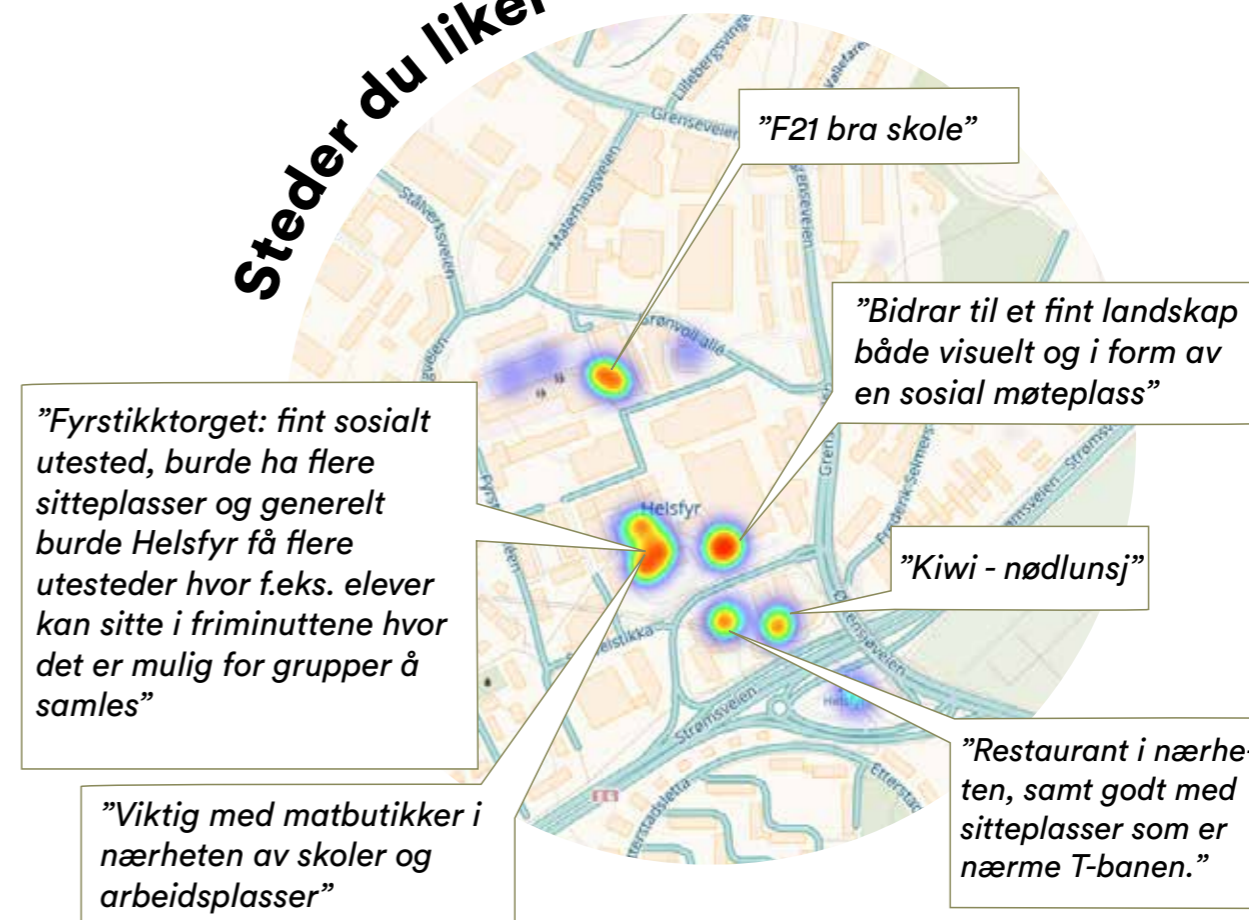 Steder du liker
"F21 bra skole"
"Bidrar til et fint landskap
både visuelt og i form av
en sosial møteplass"
"Fyrstikktorget: fint sosialt
utested, burde ha flere
sitteplasser og generelt
burde Helsfyr få flere
utesteder hvor f.eks. elever
kan sitte i friminuttene hvor
det er mulig for grupper å
samles"
"Kiwi - nødlunsj"
"Restaurant i nærhe-
ten, samt godt med
sitteplasser som er
nærme T-banen."
"Viktig med matbutikker i
nærheten av skoler og
arbeidsplasser"
Grenseveien
Malerhaugveien
Stålverksveien
Grønvoll allé
Helsfyr
Strømsveien
Strømsveien